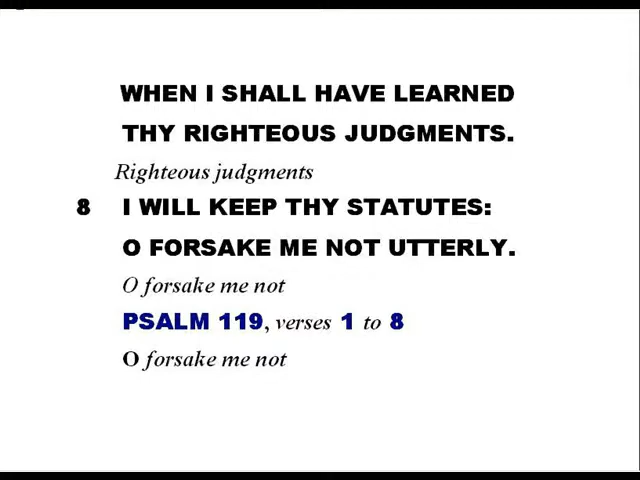 WHEN I SHALL HAVE LEARNED
THY RIGHTEOUS JUDGMENTS.
Righteous judgments
8 I WILL KEEP THY STATUTES:
O FORSAKE ME NOT UTTERLY.
O forsake me not
PSALM 119, verses 1 to 8
O forsake me not